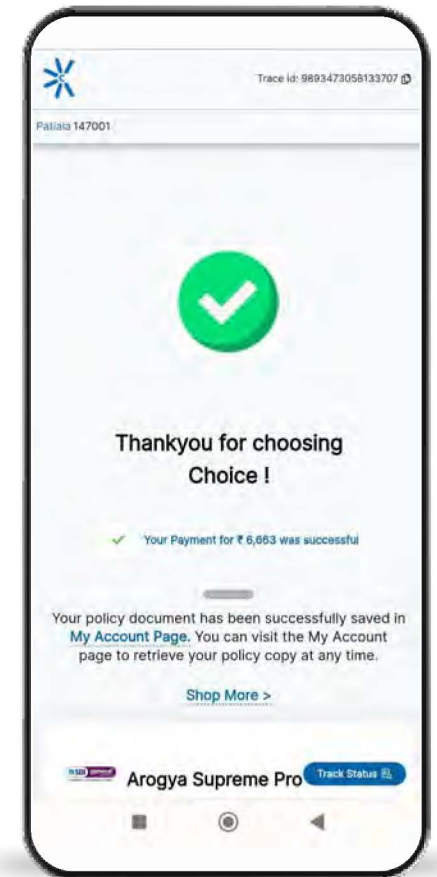 Trace id: 9893473058133707
Patiala 147001
Thankyou for choosing
Choice !
Your Payment for ₹ 6,663 was successful
Your policy document has been successfully saved in
My Account Page. You can visit the My Account
page to retrieve your policy copy at any time.
Shop More >
SBI general
Arogya Supreme Pro
Track Status